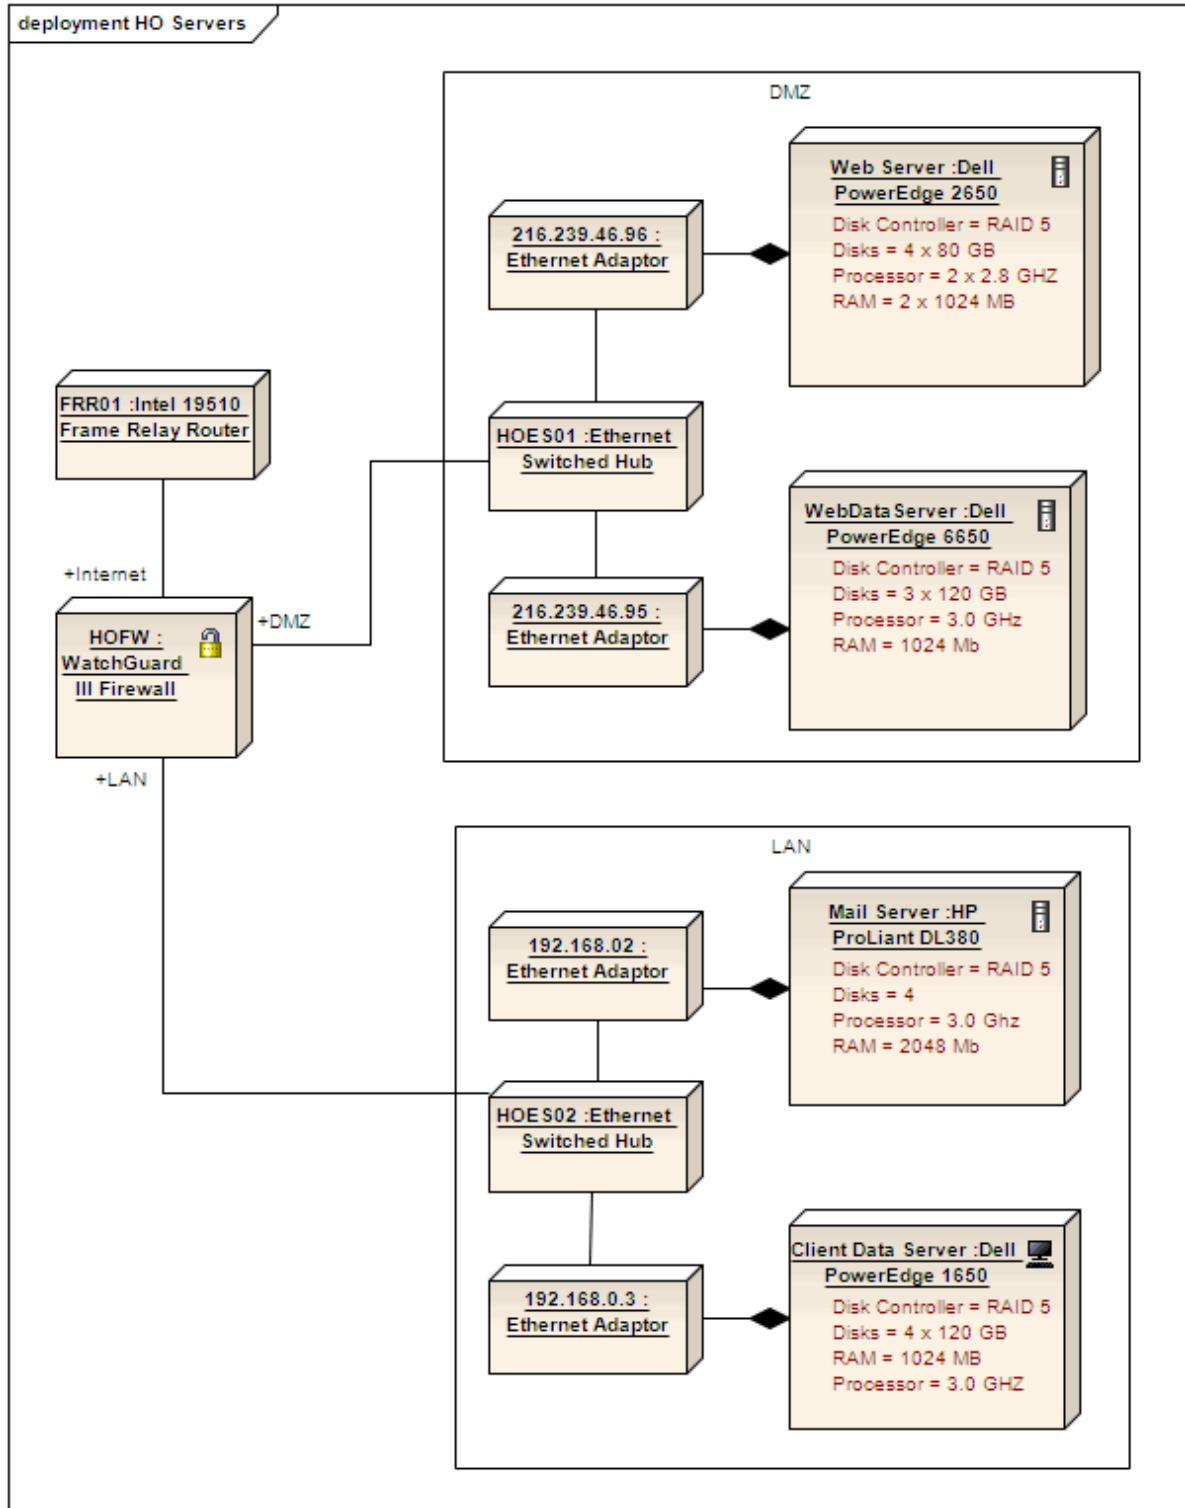 deployment HO Servers
DMZ
Web Server :Dell
PowerEdge 2650
Disk Controller = RAID 5
Disks = 4 x 80 GB
Processor = 2 x 2.8 GHZ
RAM = 2 x 1024 MB
216.239.46.96 :
Ethernet Adaptor
FRR01 :Intel 19510
Frame Relay Router
HOES01 :Ethernet
Switched Hub
WebDataServer :Dell
PowerEdge 6650
Disk Controller = RAID 5
Disks = 3 x 120 GB
Processor = 3.0 GHz
RAM = 1024 Mb
+Internet
216.239.46.95 :
Ethernet Adaptor
+DMZ
HOFW :
WatchGuard
III Firewall
+LAN
LAN
Mail Server :HP
ProLiant DL380
Disk Controller = RAID 5
Disks = 4
Processor = 3.0 Ghz
RAM = 2048 Mb
192.168.02 :
Ethernet Adaptor
HOES02 :Ethernet
Switched Hub
Client Data Server :Dell
PowerEdge 1650
Disk Controller = RAID 5
Disks = 4 x 120 GB
RAM = 1024 MB
Processor = 3.0 GHZ
192.168.0.3 :
Ethernet Adaptor